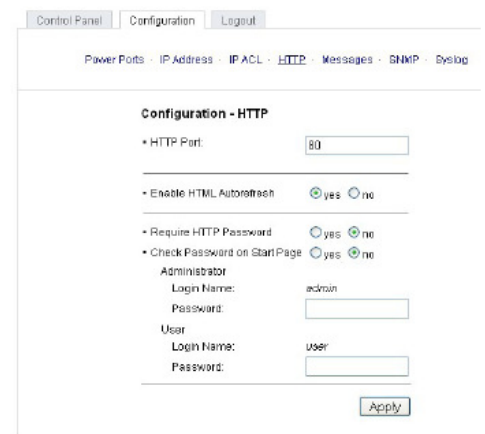 Control Panel Configuration Logout
Power Ports · IP Address · IP ACL · HTTP · Messages · SNMP · Syslog
Configuration - HTTP
• HTTP Port: 80
• Enable HTML Autorefresh yes no
• Require HTTP Password yes no
• Check Password on Start Page yes no
Administrator
Login Name: admin
Password:
User
Login Name: user
Password:
Apply